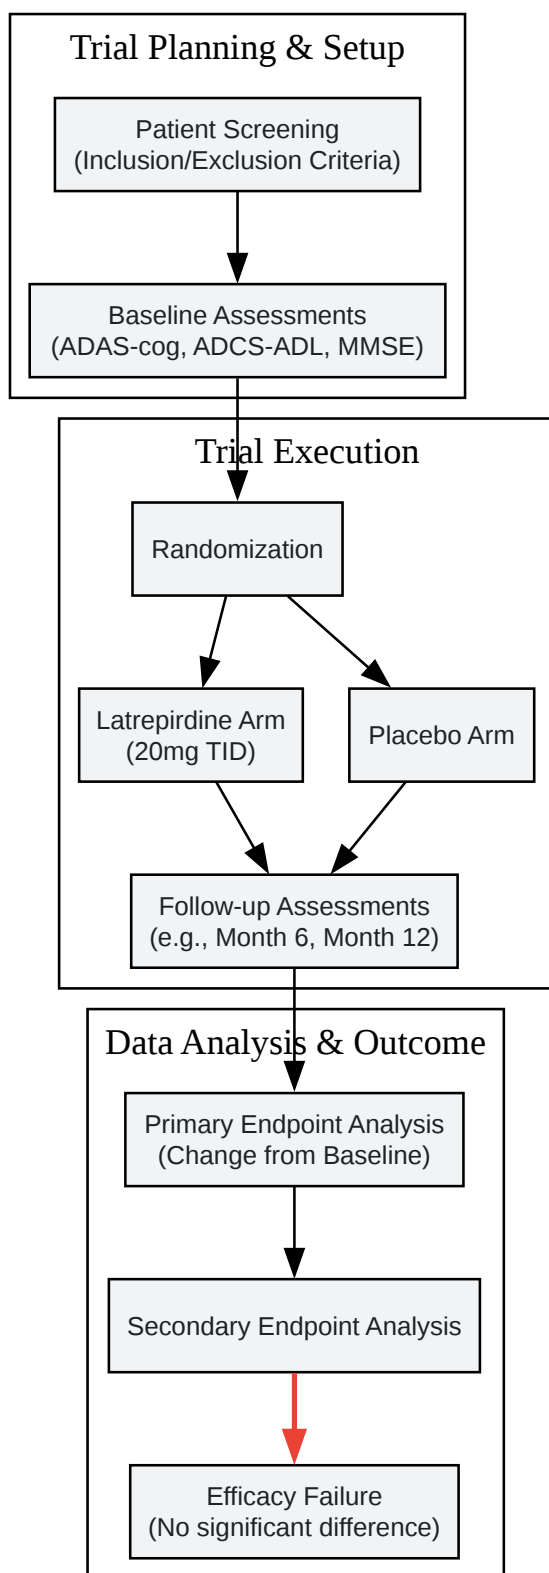 Trial Planning & Setup
Patient Screening
(Inclusion/Exclusion Criteria)
Baseline Assessments
(ADAS-cog, ADCS-ADL, MMSE)
Trial Execution
Randomization
Latrepirdine Arm
(20mg TID)
Placebo Arm
Follow-up Assessments
(e.g., Month 6, Month 12)
Data Analysis & Outcome
Primary Endpoint Analysis
(Change from Baseline)
Secondary Endpoint Analysis
Efficacy Failure
(No significant difference)